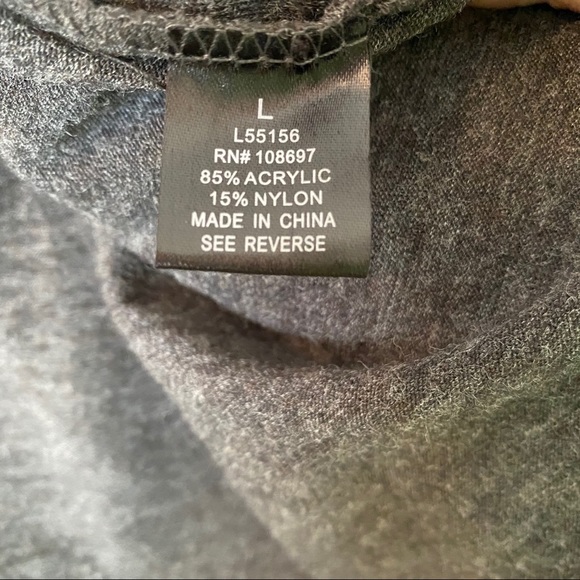 L
L55156
RN# 108697
85% ACRYLIC
15% NYLON
MADE IN CHINA
SEE REVERSE